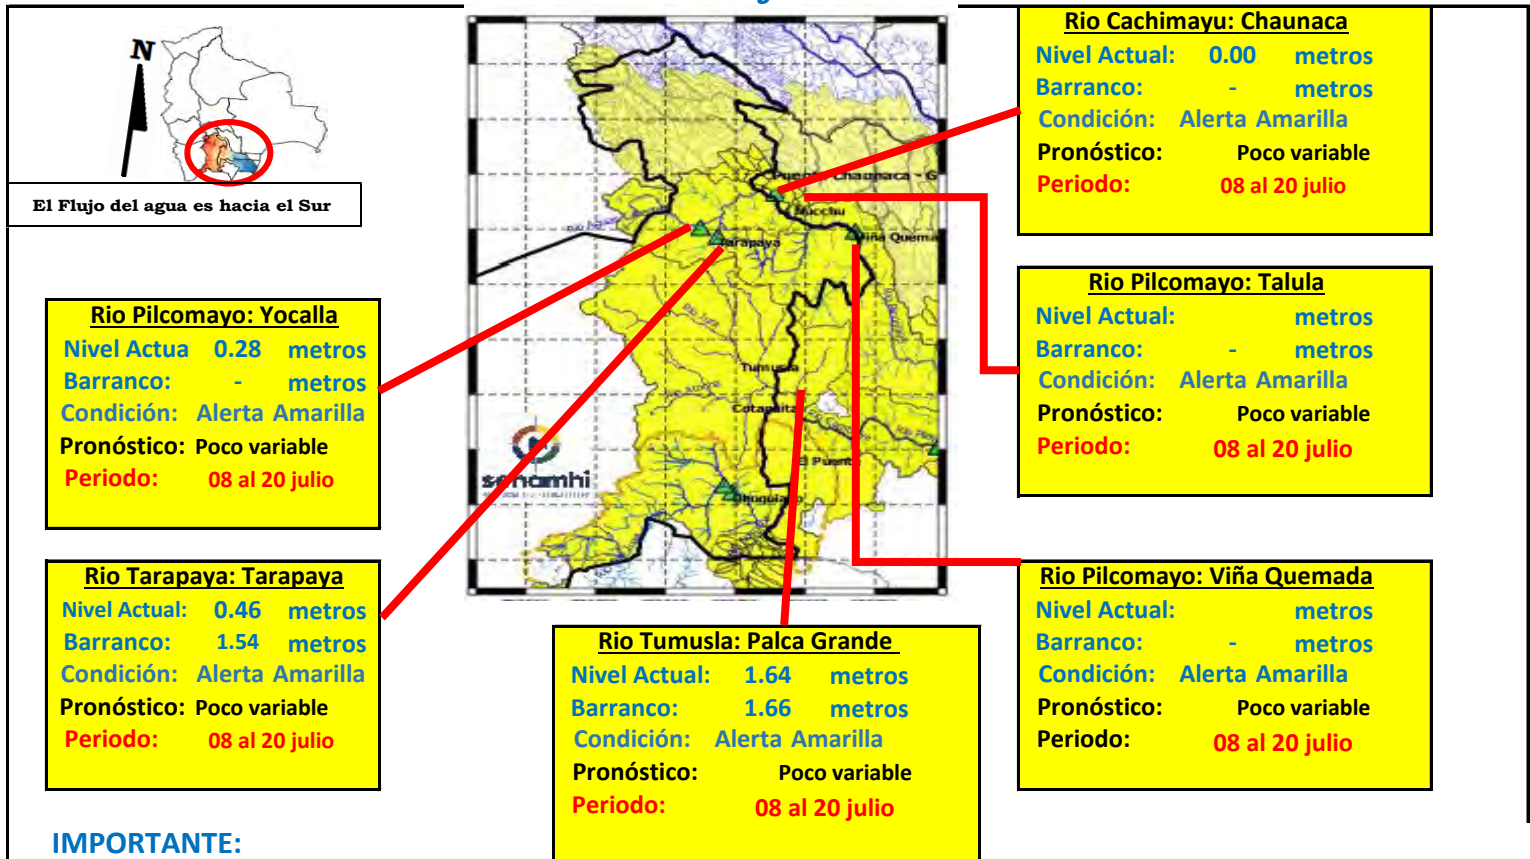 N
El Flujo del agua es hacia el Sur
Rio Pilcomayo: Yocalla
Nivel Actua 0.28 metros
Barranco: - metros
Condición: Alerta Amarilla
Pronóstico: Poco variable
Periodo: 08 al 20 julio
Rio Tarapaya: Tarapaya
Nivel Actual: 0.46 metros
Barranco: 1.54 metros
Condición: Alerta Amarilla
Pronóstico: Poco variable
Periodo: 08 al 20 julio
IMPORTANTE:
Puente Chaunaca - G
Tarapaya
Viña Quema
Tumusla
Cotagaita
El Puente
senamhi
Rio Tumusla: Palca Grande
Nivel Actual: 1.64 metros
Barranco: 1.66 metros
Condición: Alerta Amarilla
Pronóstico: Poco variable
Periodo: 08 al 20 julio
Rio Cachimayu: Chaunaca
Nivel Actual: 0.00 metros
Barranco: - metros
Condición: Alerta Amarilla
Pronóstico: Poco variable
Periodo: 08 al 20 julio
Rio Pilcomayo: Talula
Nivel Actual: metros
Barranco: - metros
Condición: Alerta Amarilla
Pronóstico: Poco variable
Periodo: 08 al 20 julio
Rio Pilcomayo: Viña Quemada
Nivel Actual: metros
Barranco: - metros
Condición: Alerta Amarilla
Pronóstico: Poco variable
Periodo: 08 al 20 julio